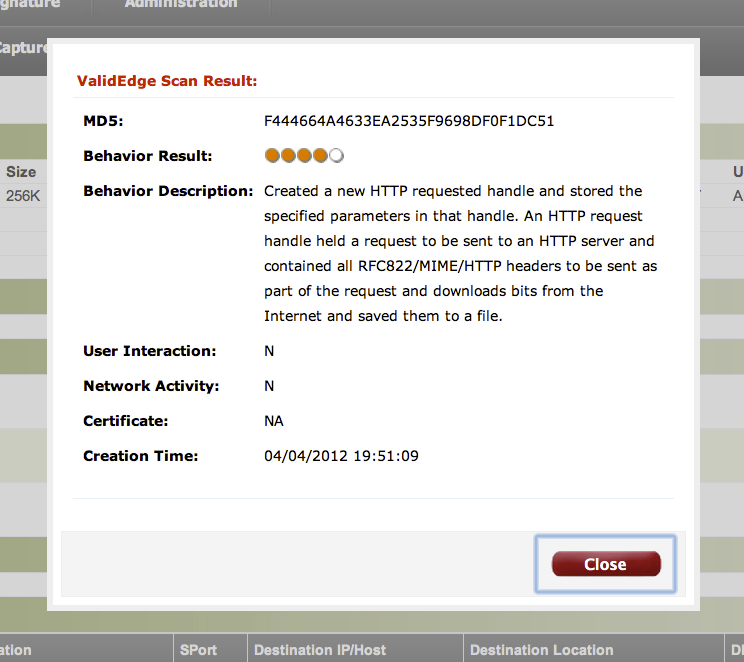 Administration
ValidEdge Scan Result:
MD5: F444664A4633EA2535F9698DF0F1DC51
Behavior Result:
Size
256K
Behavior Description: Created a new HTTP requested handle and stored the
specified parameters in that handle. An HTTP request
handle held a request to be sent to an HTTP server and
contained all RFC822/MIME/HTTP headers to be sent as
part of the request and downloads bits from the
Internet and saved them to a file.
User Interaction: N
Network Activity: N
Certificate: NA
Creation Time: 04/04/2012 19:51:09
Close
SPort Destination IP/Host Destination Location